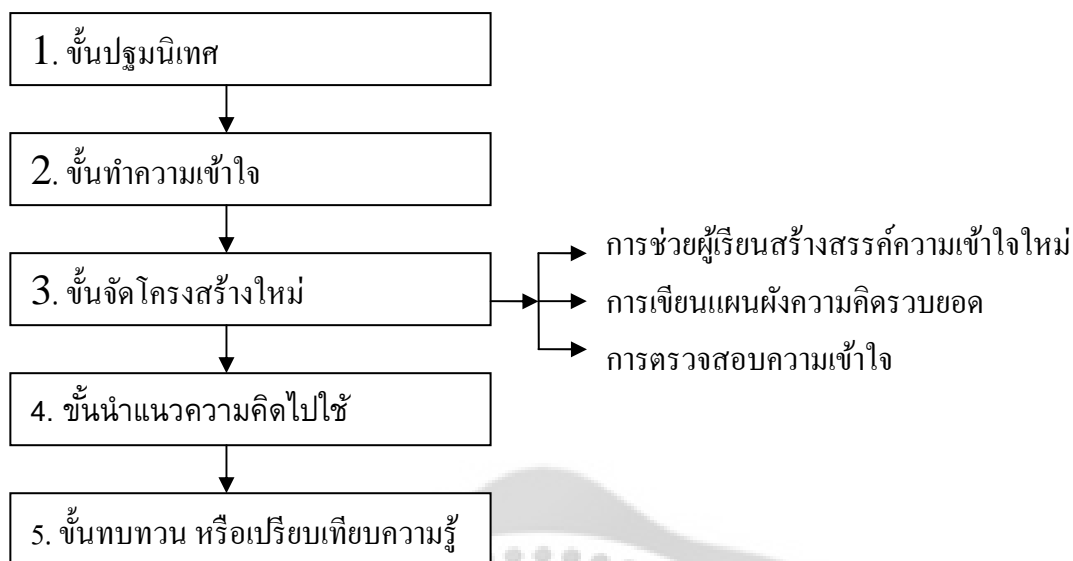 1. ขั้นปฐมนิเทศ
2. ขั้นทำความเข้าใจ
3. ขั้นจัดโครงสร้างใหม่
การช่วยผู้เรียนสร้างสรรค์ความเข้าใจใหม่
การเขียนแผนผังความคิดรวบยอด
การตรวจสอบความเข้าใจ
4. ขั้นนำแนวความคิดไปใช้
5. ขั้นทบทวน หรือเปรียบเทียบความรู้